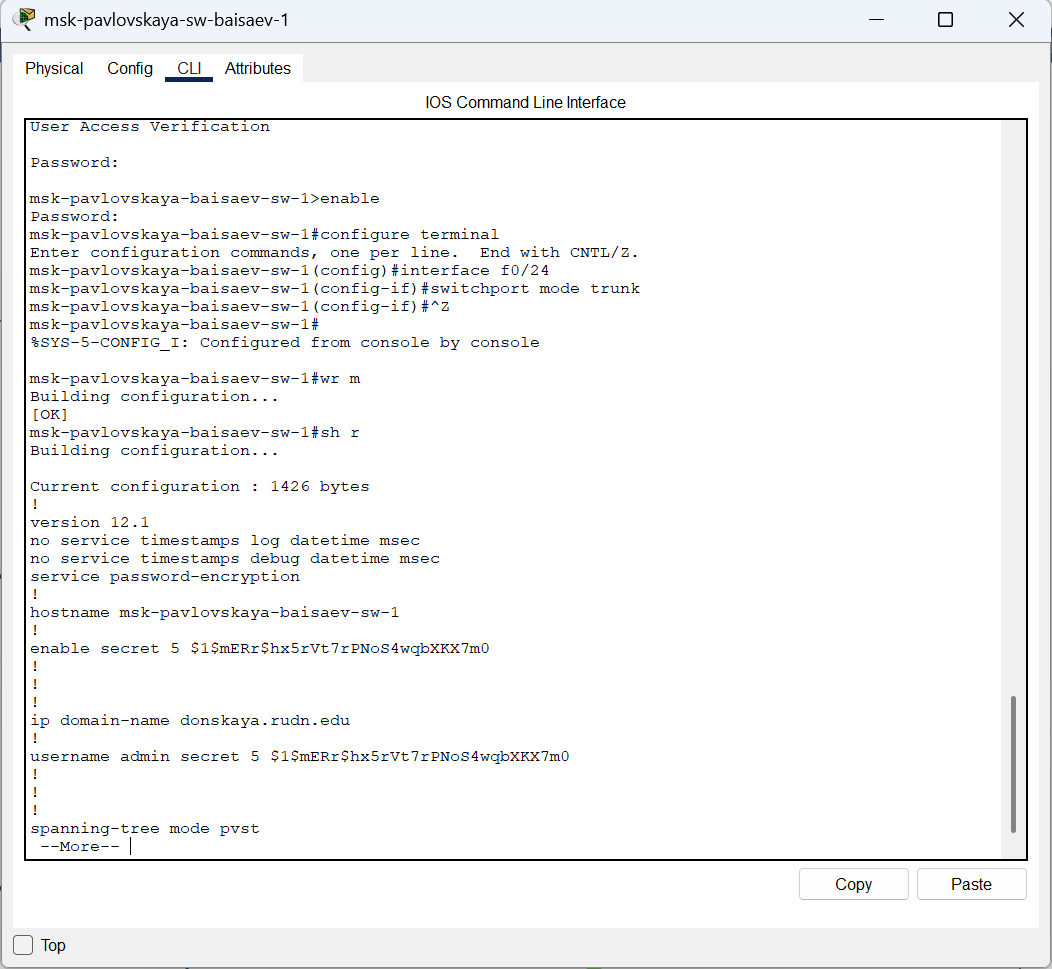 msk-pavlovskaya-sw-baisaev-1
Physical Config CLI Attributes
IOS Command Line Interface
User Access Verification
Password:
msk-pavlovskaya-baisaev-sw-1>enable
Password:
msk-pavlovskaya-baisaev-sw-1#configure terminal
Enter configuration commands, one per line.  End with CNTL/Z.
msk-pavlovskaya-baisaev-sw-1(config)#interface f0/24
msk-pavlovskaya-baisaev-sw-1(config-if)#switchport mode trunk
msk-pavlovskaya-baisaev-sw-1(config-if)#^Z
msk-pavlovskaya-baisaev-sw-1#
%SYS-5-CONFIG_I: Configured from console by console
msk-pavlovskaya-baisaev-sw-1#wr m
Building configuration...
[OK]
msk-pavlovskaya-baisaev-sw-1#sh r
Building configuration...
Current configuration : 1426 bytes
!
version 12.1
no service timestamps log datetime msec
no service timestamps debug datetime msec
service password-encryption
!
hostname msk-pavlovskaya-baisaev-sw-1
!
enable secret 5 $1$mERr$hx5rVt7rPNoS4wqbXKX7m0
!
!
!
ip domain-name donskaya.rudn.edu
!
username admin secret 5 $1$mERr$hx5rVt7rPNoS4wqbXKX7m0
!
!
!
spanning-tree mode pvst
--More--
Copy Paste
Top